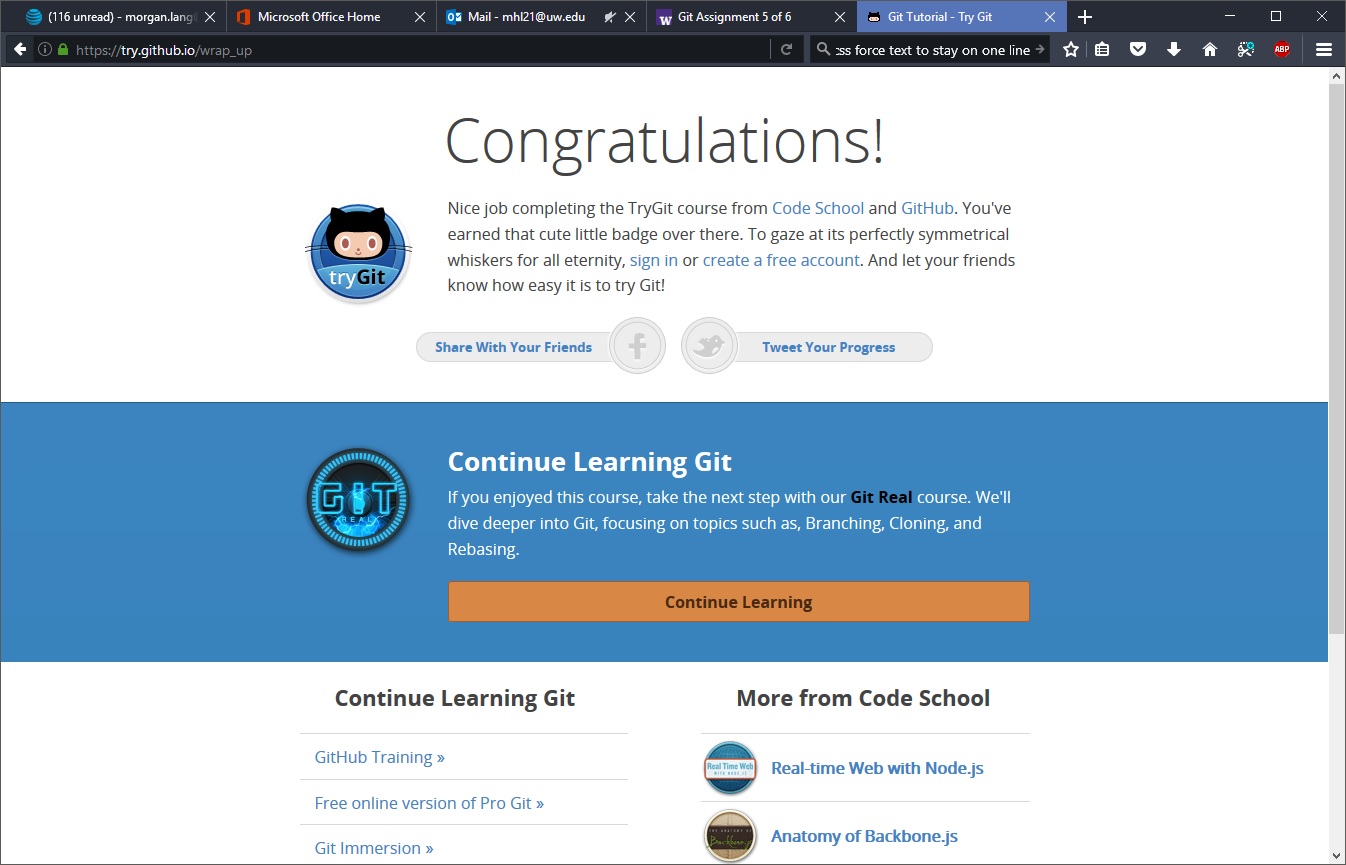 (116 unread) - morgan.lang
Microsoft Office Home
Mail - mhl21@uw.edu
Git Assignment 5 of 6
Git Tutorial - Try Git
https://try.github.io/wrap_up
css force text to stay on one line
ABP
Congratulations!
Nice job completing the TryGit course from Code School and GitHub. You've
earned that cute little badge over there. To gaze at its perfectly symmetrical
whiskers for all eternity, sign in or create a free account. And let your friends
know how easy it is to try Git!
tryGit
Share With Your Friends
Tweet Your Progress
Continue Learning Git
If you enjoyed this course, take the next step with our Git Real course. We'll
dive deeper into Git, focusing on topics such as, Branching, Cloning, and
Rebasing.
GIT
REAL
Continue Learning
Continue Learning Git
GitHub Training »
Free online version of Pro Git »
Git Immersion »
More from Code School
Real Time Web
WITH NODE.JS
Real-time Web with Node.js
THE ANATOMY OF
Backbone.js
Anatomy of Backbone.js